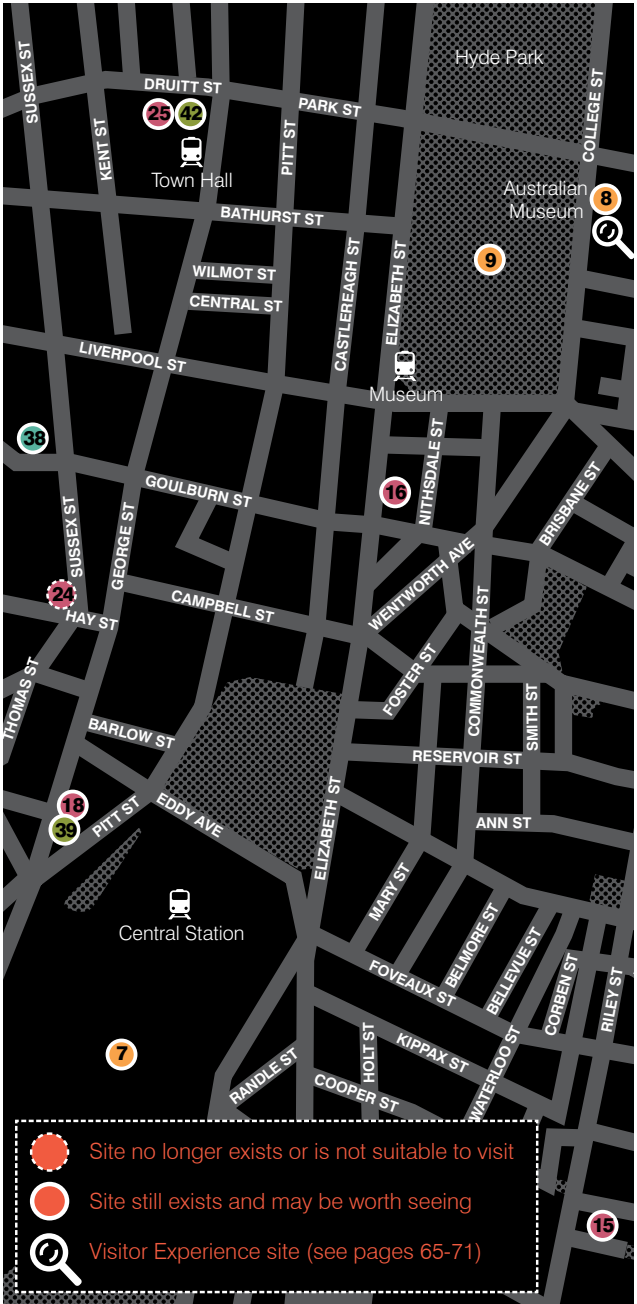 Hyde Park
SUSSEX ST
DRUITT ST
PARK ST
COLLEGE ST
25
42
KENT ST
PITT ST
Town Hall
Australian
Museum
8
BATHURST ST
9
WILMOT ST
CENTRAL ST
CASTLEREAGH ST
ELIZABETH ST
LIVERPOOL ST
Museum
38
NITHSDALE ST
16
GOULBURN ST
BRISBANE ST
SUSSEX ST
GEORGE ST
WENTWORTH AVE
24
CAMPBELL ST
HAY ST
COMMONWEALTH ST
FOSTER ST
THOMAS ST
SMITH ST
BARLOW ST
RESERVOIR ST
18
39
PITT ST
EDDY AVE
ELIZABETH ST
ANN ST
MARY ST
Central Station
BELMORE ST
BELLEVUE ST
CORBEN ST
RILEY ST
FOVEAUX ST
7
HOLT ST
KIPPAX ST
WATERLOO ST
RANDLE ST
COOPER ST
Site no longer exists or is not suitable to visit
Site still exists and may be worth seeing
15
Visitor Experience site (see pages 65-71)